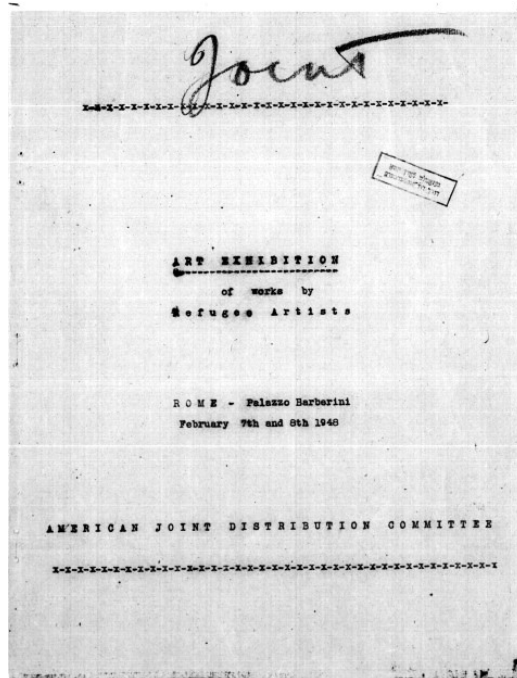 Joint
x-x-x-x-x-x-x-x-x-x-x-x-x-x-x-x-x-x-x-x-x-x-x-x-x-x-x-x-x-x-
ART EXHIBITION
of works by
Refugee Artists
ROME - Palazzo Barberini
February 7th and 8th 1948
AMERICAN JOINT DISTRIBUTION COMMITTEE
x-x-x-x-x-x-x-x-x-x-x-x-x-x-x-x-x-x-x-x-x-x-x-x-x-x-x-x-x-x-x-x-x-x-x-x-x